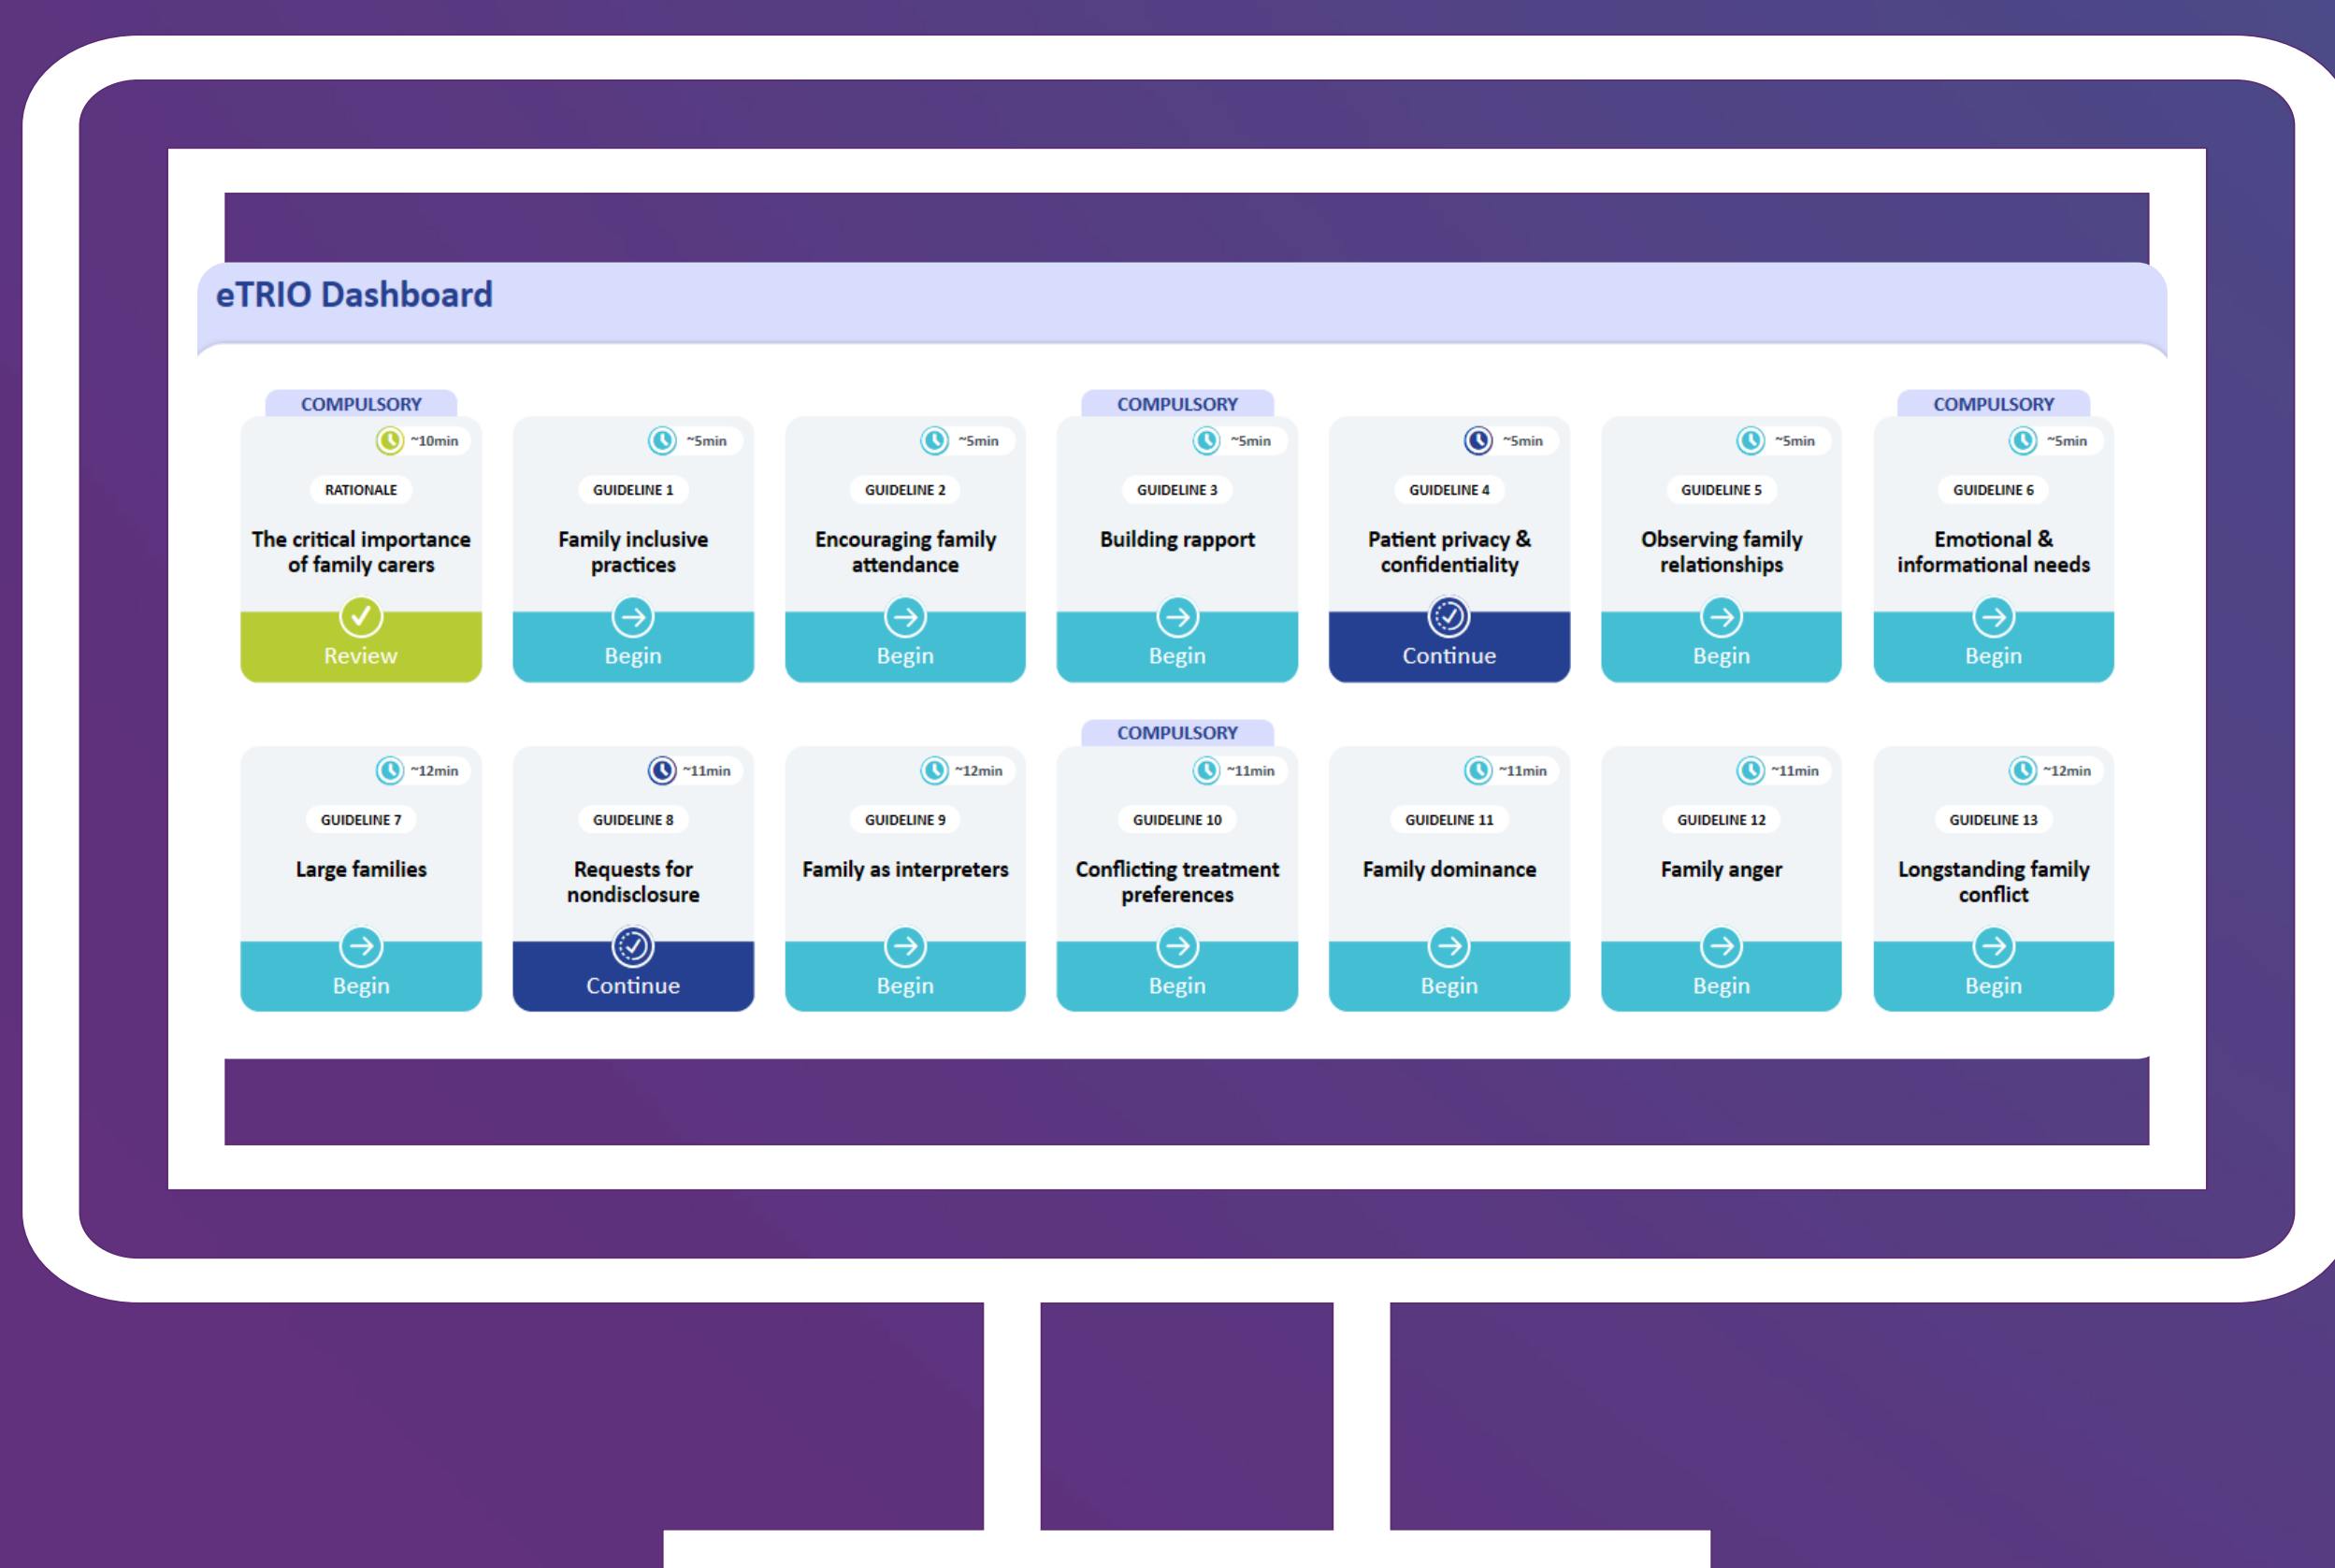 eTRIO Dashboard
COMPULSORY
~10min
RATIONALE
The critical importance
of family carers
Review
~5min
GUIDELINE 1
Family inclusive
practices
Begin
~5min
GUIDELINE 2
Encouraging family
attendance
Begin
COMPULSORY
~5min
GUIDELINE 3
Building rapport
Begin
~5min
GUIDELINE 4
Patient privacy &
confidentiality
Continue
~5min
GUIDELINE 5
Observing family
relationships
Begin
COMPULSORY
~5min
GUIDELINE 6
Emotional &
informational needs
Begin
~12min
GUIDELINE 7
Large families
Begin
~11min
GUIDELINE 8
Requests for
nondisclosure
Continue
~12min
GUIDELINE 9
Family as interpreters
Begin
COMPULSORY
~11min
GUIDELINE 10
Conflicting treatment
preferences
Begin
~11min
GUIDELINE 11
Family dominance
Begin
~11min
GUIDELINE 12
Family anger
Begin
~12min
GUIDELINE 13
Longstanding family
conflict
Begin